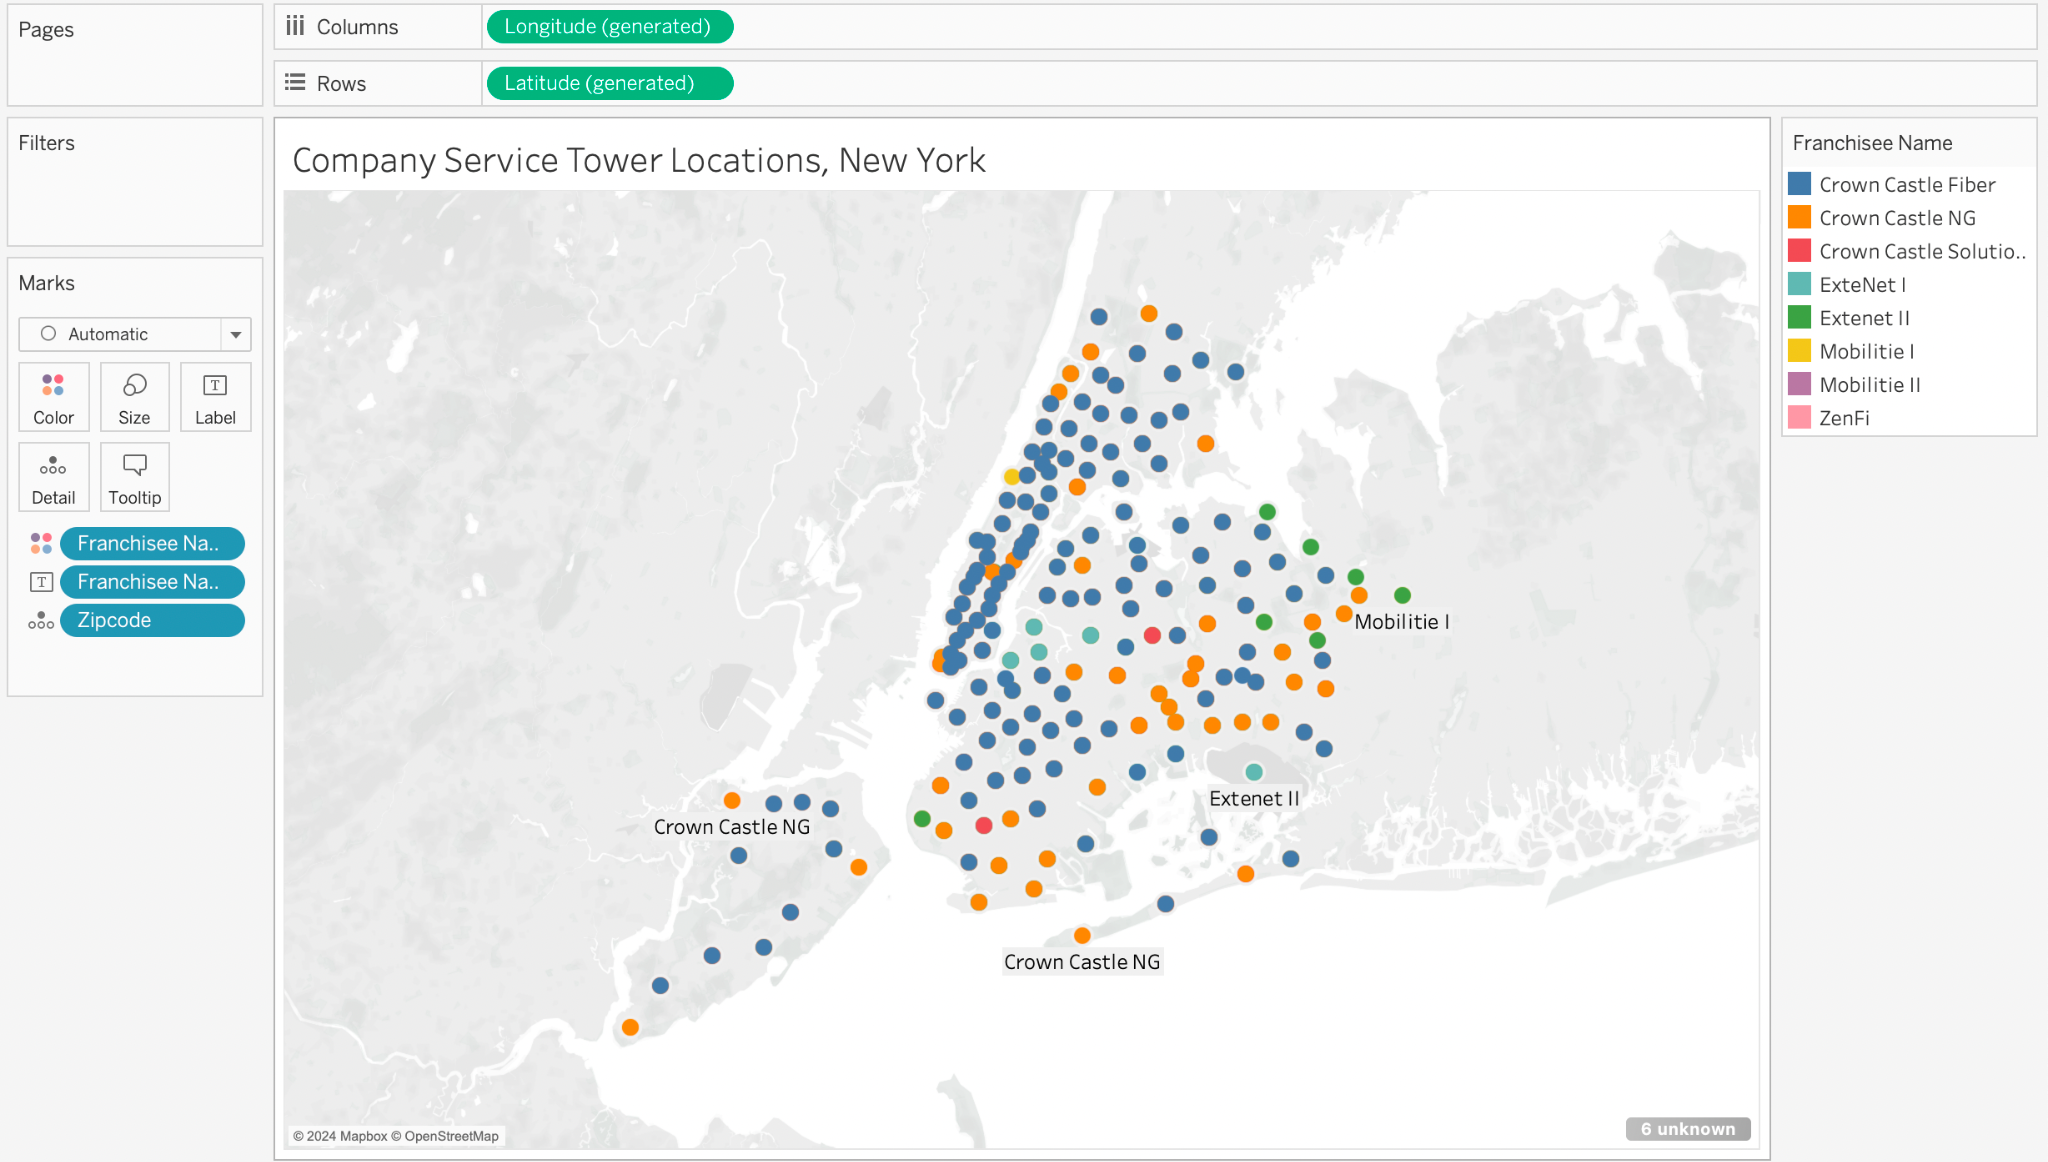 Pages
Columns
Longitude (generated)
Rows
Latitude (generated)
Filters
Marks
Automatic
Color
Size
T
Label
Detail
Tooltip
Franchisee Na..
T
Franchisee Na..
Zipcode
Company Service Tower Locations, New York
Mobilitie I
Extenet II
Crown Castle NG
Crown Castle NG
© 2024 Mapbox © OpenStreetMap
6 unknown
Franchisee Name
Crown Castle Fiber
Crown Castle NG
Crown Castle Solutio..
ExteNet I
Extenet II
Mobilitie I
Mobilitie II
ZenFi